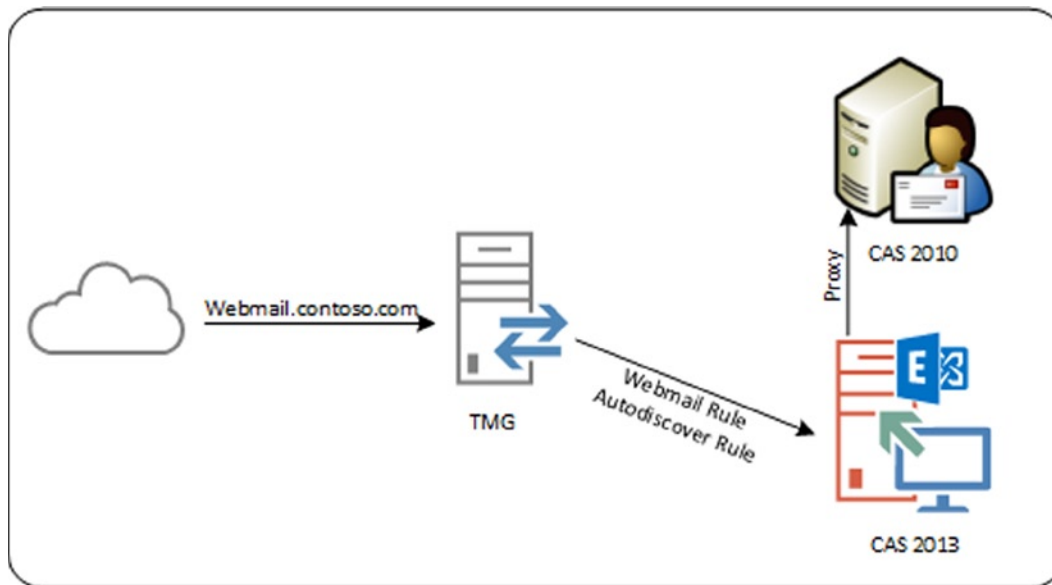 Webmail.contoso.com
TMG
Webmail Rule
Autodiscover Rule
Proxy
CAS 2010
E
CAS 2013